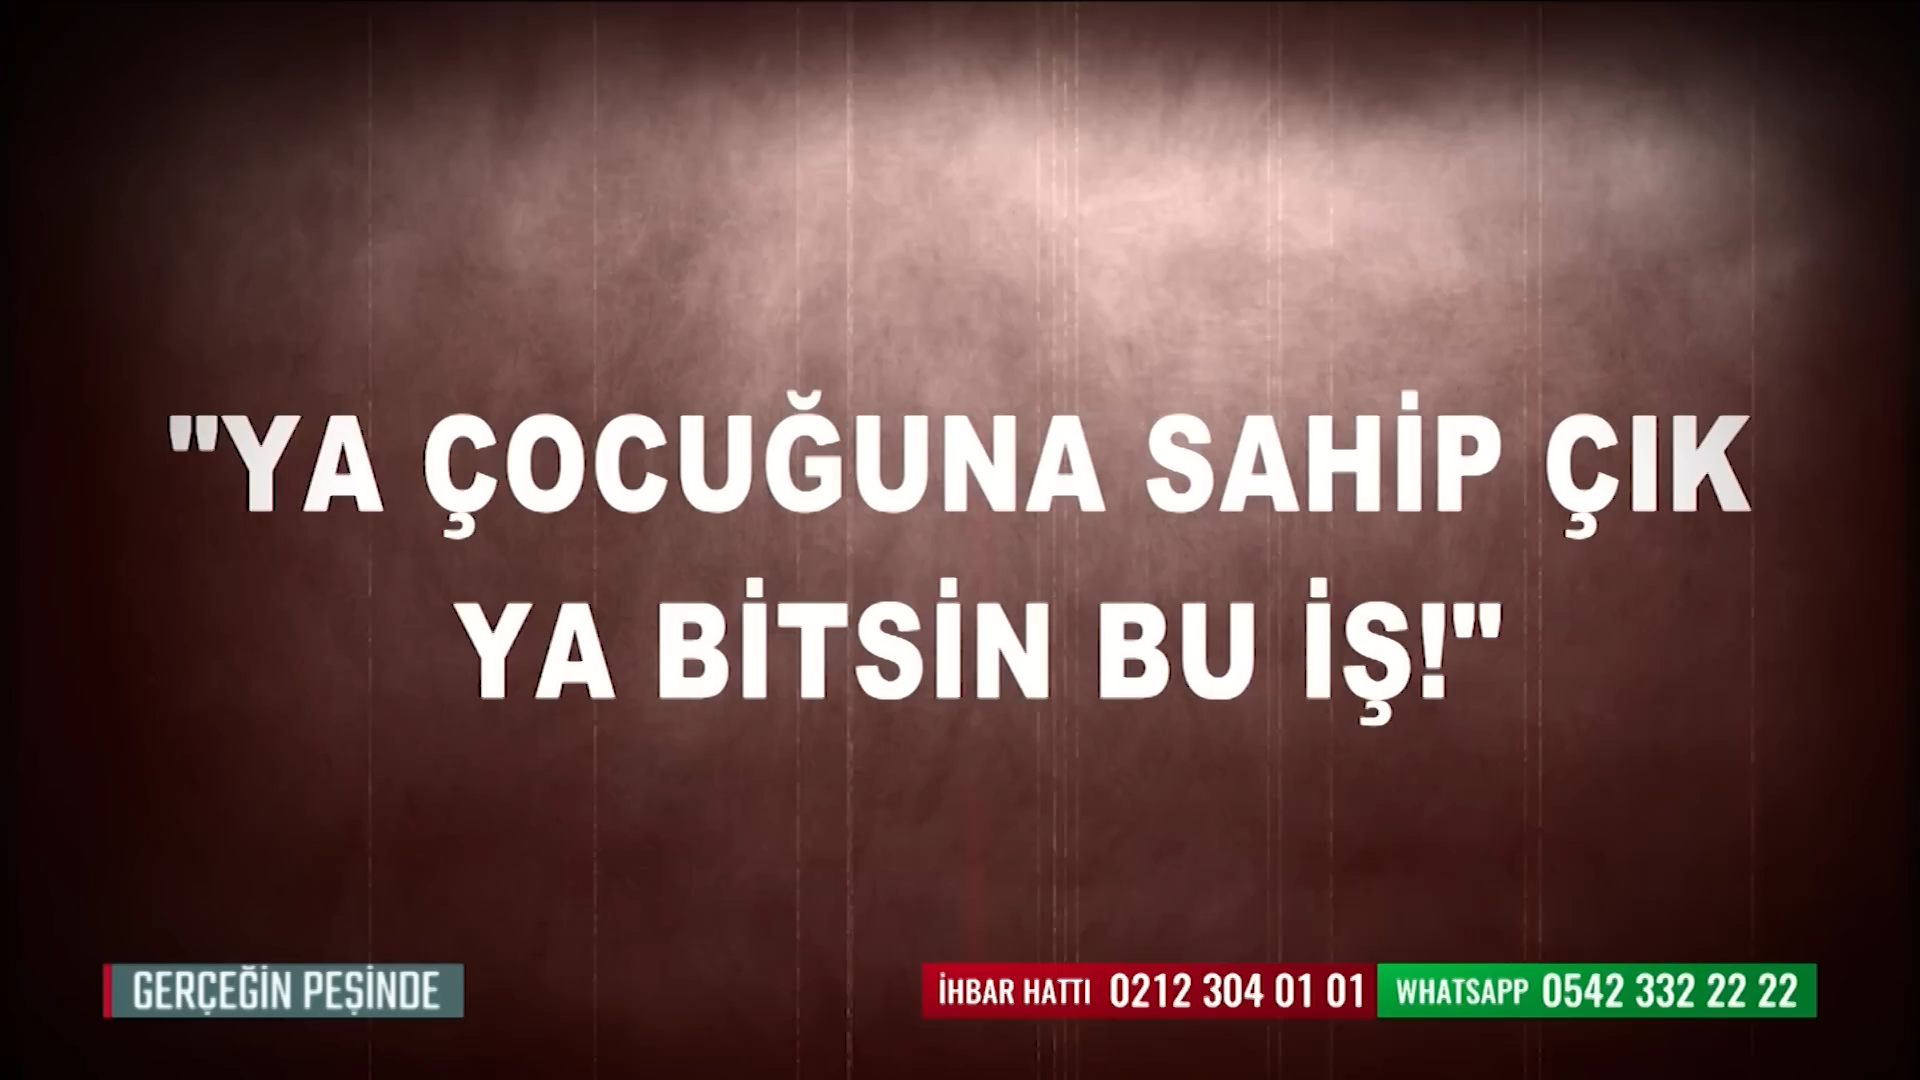 "YA ÇOCUĞUNA SAHİP ÇIK
YA BİTSİN BU İŞ!"
GERÇEĞİN PEŞİNDE
İHBAR HATTI 0212 304 01 01
WHATSAPP 0542 332 22 22